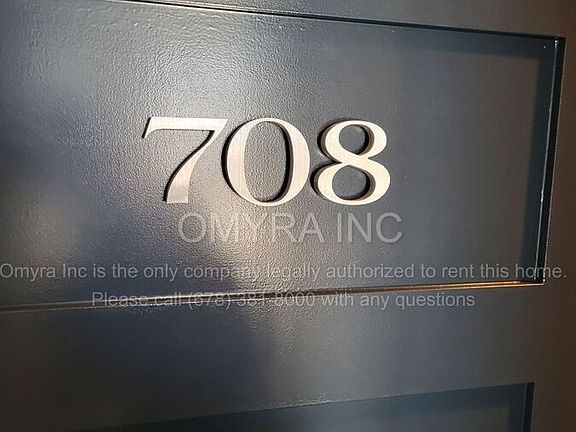 708
OMYRA INC
Omyra Inc is the only company legally authorized to rent this home.
Please call (678) 381-8000 with any questions